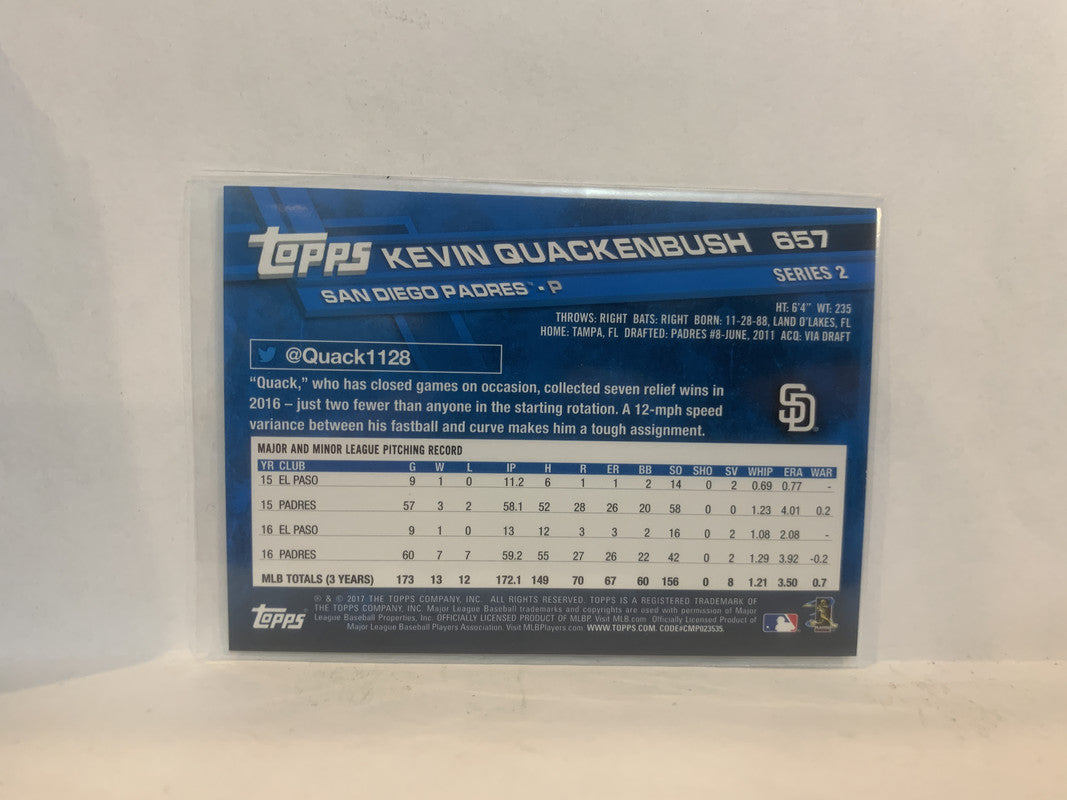 TOPPS KEVIN QUACKENBUSH 657
SAN DIEGO PADRES™ - P SERIES 2
HT: 6'4" WT: 235
THROWS: RIGHT BATS: RIGHT BORN: 11-28-88, LAND O'LAKES, FL
HOME: TAMPA, FL DRAFTED: PADRES #8-JUNE, 2011 ACQ: VIA DRAFT
@Quack1128
"Quack," who has closed games on occasion, collected seven relief wins in
2016 – just two fewer than anyone in the starting rotation. A 12-mph speed
variance between his fastball and curve makes him a tough assignment.
SD
MAJOR AND MINOR LEAGUE PITCHING RECORD
YR CLUB G W L IP H R ER BB SO SHO SV WHIP ERA WAR
15 EL PASO 9 1 0 11.2 6 1 1 2 14 0 2 0.69 0.77 -
15 PADRES 57 3 2 58.1 52 28 26 20 58 0 0 1.23 4.01 0.2
16 EL PASO 9 1 0 13 12 3 3 2 16 0 2 1.08 2.08 -
16 PADRES 60 7 7 59.2 55 27 26 22 42 0 2 1.29 3.92 -0.2
MLB TOTALS (3 YEARS) 173 13 12 172.1 149 70 67 60 156 0 8 1.21 3.50 0.7
® & © 2017 THE TOPPS COMPANY, INC. ALL RIGHTS RESERVED. TOPPS IS A REGISTERED TRADEMARK OF
THE TOPPS COMPANY, INC. Major League Baseball trademarks and copyrights are used with permission of Major
League Baseball Properties, Inc. OFFICIALLY LICENSED PRODUCT OF MLBP Visit MLB.com Officially Licensed Product of
Major League Baseball Players Association. Visit MLBPlayers.com WWW.TOPPS.COM. CODE#CMP023535.
TOPPS